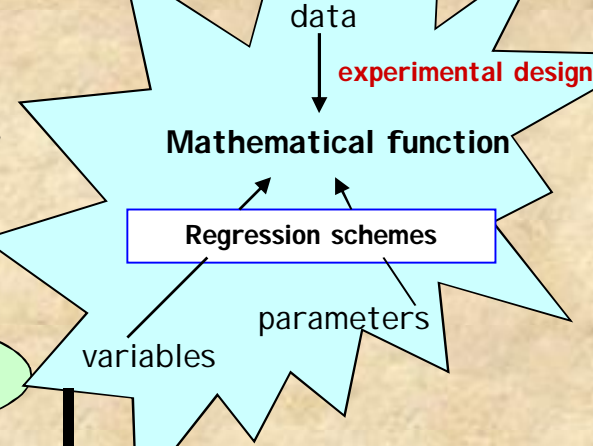 data
experimental design
Mathematical function
Regression schemes
parameters
variables